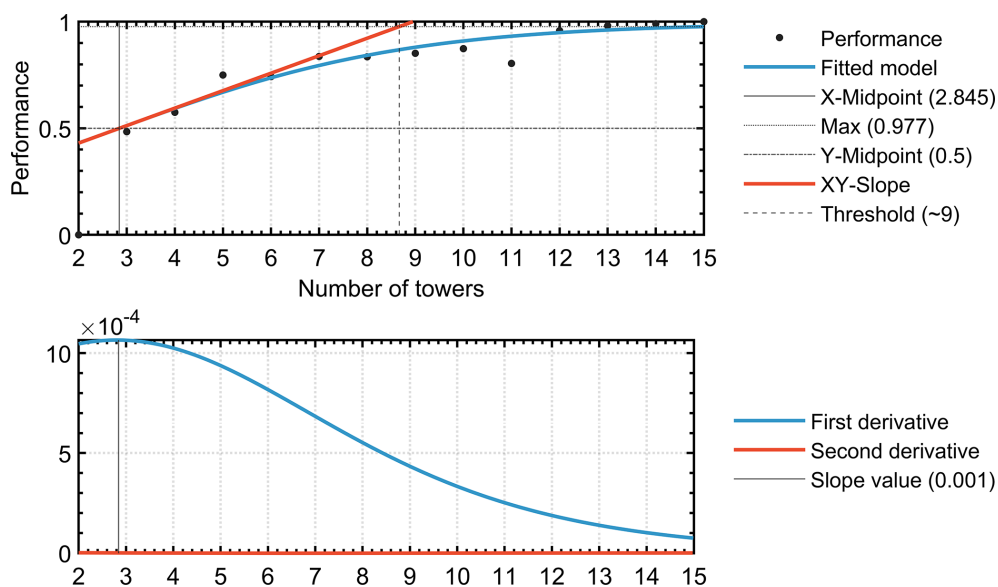 1
0.5
0
Performance
2 3 4 5 6 7 8 9 10 11 12 13 14 15
Number of towers
Performance
Fitted model
X-Midpoint (2.845)
Max (0.977)
Y-Midpoint (0.5)
XY-Slope
Threshold (~9)
×10⁻⁴
10
5
0
2 3 4 5 6 7 8 9 10 11 12 13 14 15
First derivative
Second derivative
Slope value (0.001)